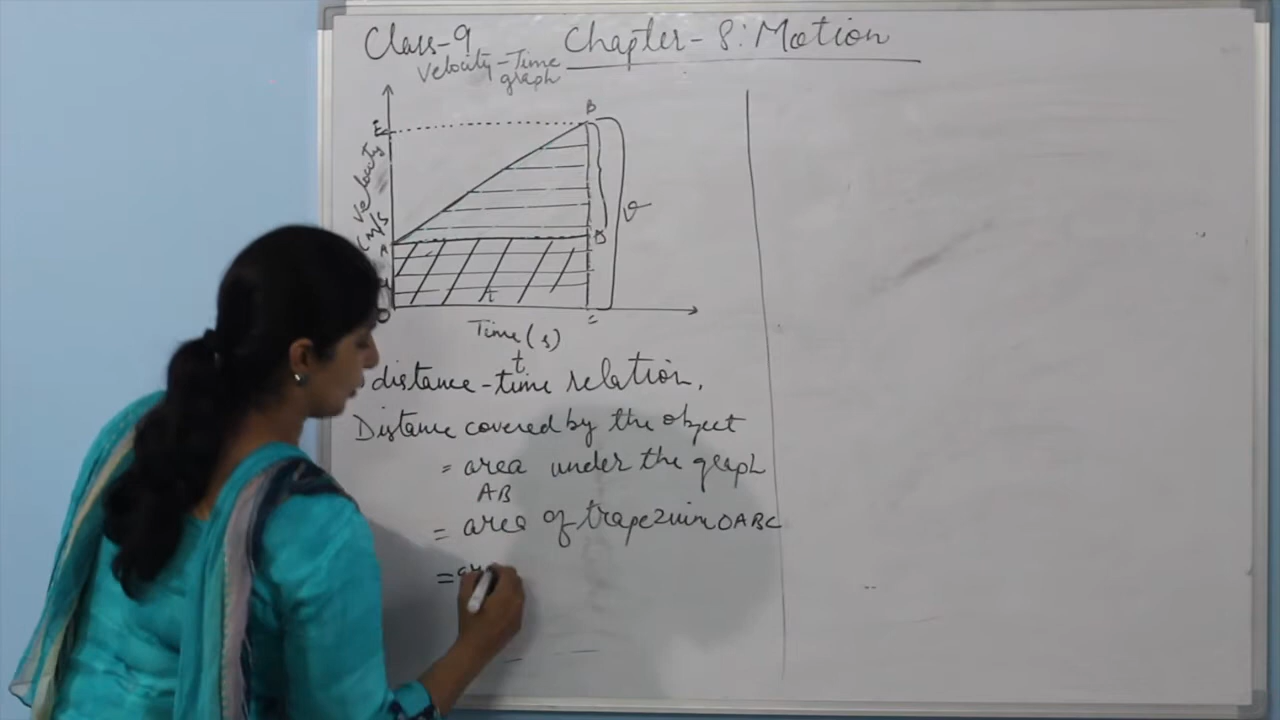 Class-9 Chapter-8: Motion
Velocity-Time
graph
B
E
Velocity
m/s
v
A
D
t
O
Time (s)
t
distance-time relation.
Distance covered by the object
= area under the graph
AB
= area of trapezium OABC
=